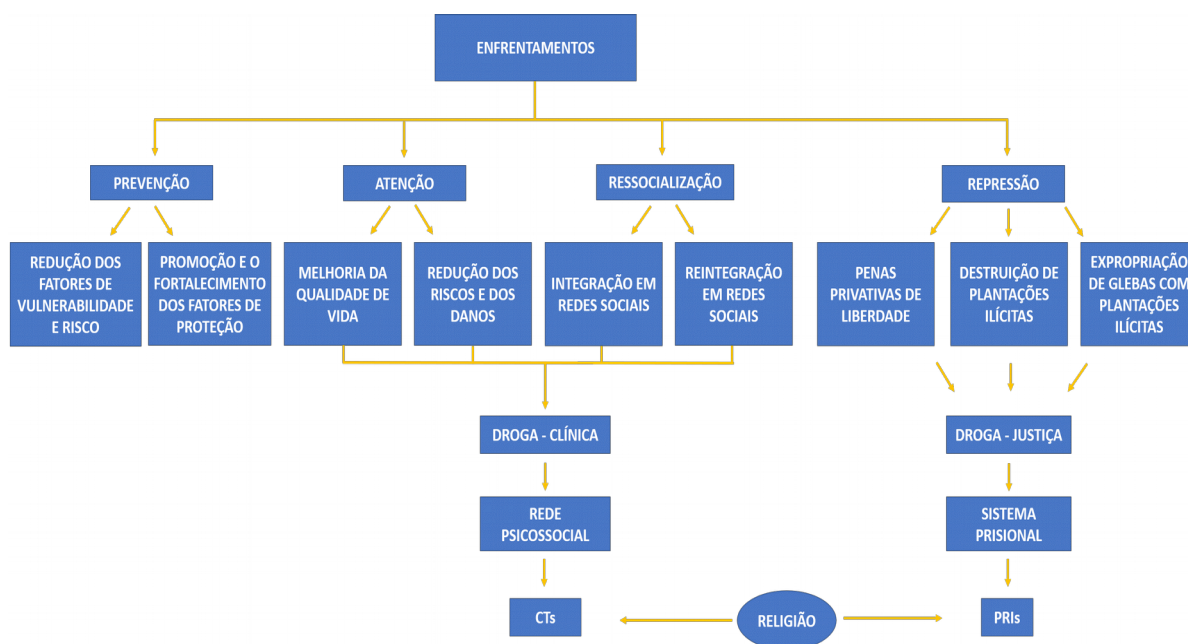 ENFRENTAMENTOS
PREVENÇÃO
ATENÇÃO
RESSOCIALIZAÇÃO
REPRESSÃO
REDUÇÃO DOS
FATORES DE
VULNERABILIDADE
E RISCO
PROMOÇÃO E O
FORTALECIMENTO
DOS FATORES DE
PROTEÇÃO
MELHORIA DA
QUALIDADE DE
VIDA
REDUÇÃO DOS
RISCOS E DOS
DANOS
INTEGRAÇÃO EM
REDES SOCIAIS
REINTEGRAÇÃO
EM REDES
SOCIAIS
PENAS
PRIVATIVAS DE
LIBERDADE
DESTRUIÇÃO DE
PLANTAÇÕES
ILÍCITAS
EXPROPRIAÇÃO
DE GLEBAS COM
PLANTAÇÕES
ILÍCITAS
DROGA - CLÍNICA
DROGA - JUSTIÇA
REDE
PSICOSSOCIAL
SISTEMA
PRISIONAL
CTs
RELIGIÃO
PRIs